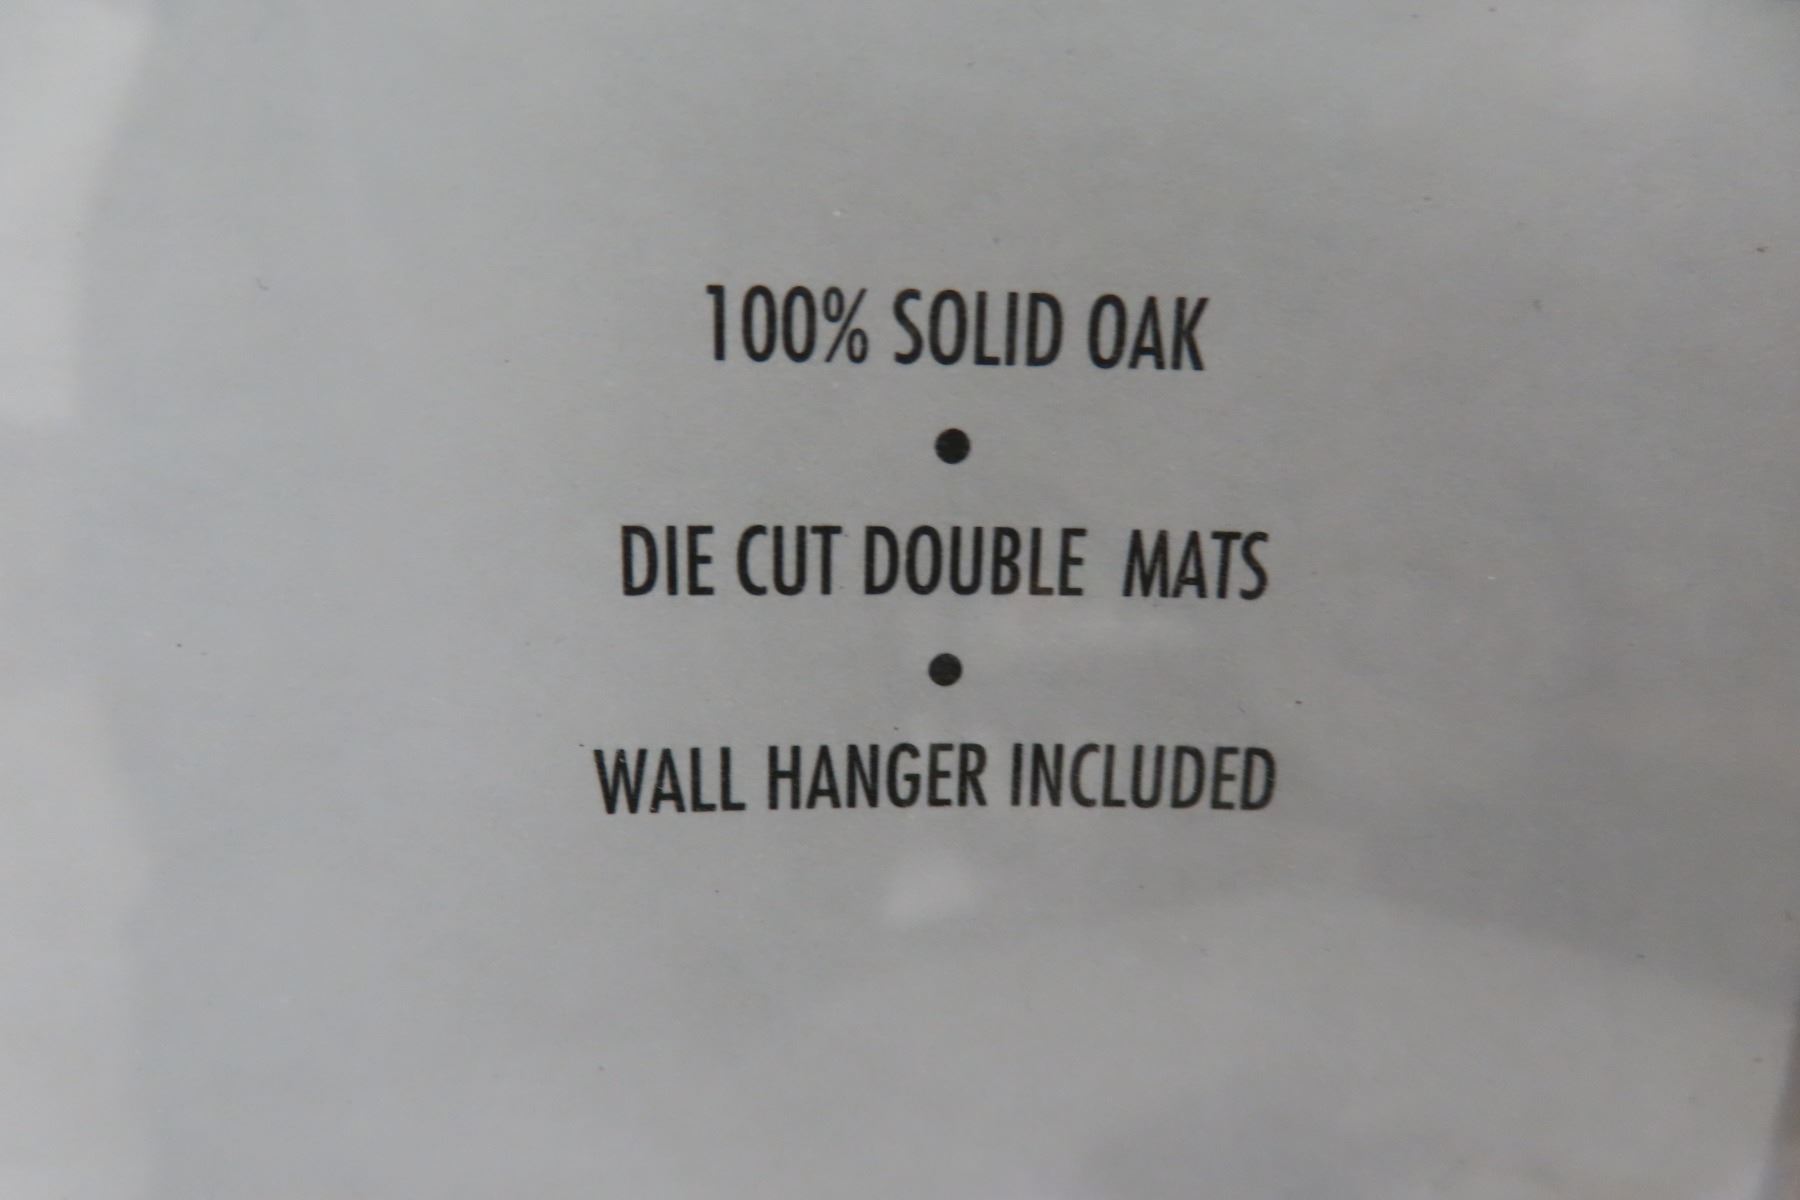 100% SOLID OAK
•
DIE CUT DOUBLE MATS
•
WALL HANGER INCLUDED